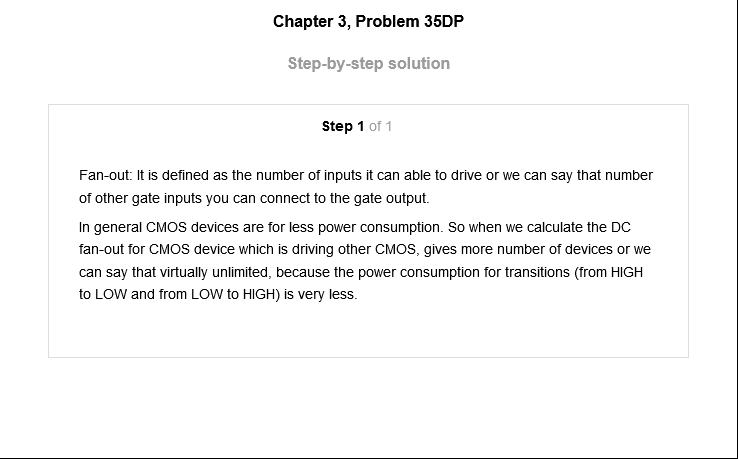 Chapter 3, Problem 35DP
Step-by-step solution
Step 1 of 1
Fan-out: It is defined as the number of inputs it can able to drive or we can say that number
of other gate inputs you can connect to the gate output.
In general CMOS devices are for less power consumption. So when we calculate the DC
fan-out for CMOS device which is driving other CMOS, gives more number of devices or we
can say that virtually unlimited, because the power consumption for transitions (from HIGH
to LOW and from LOW to HIGH) is very less.